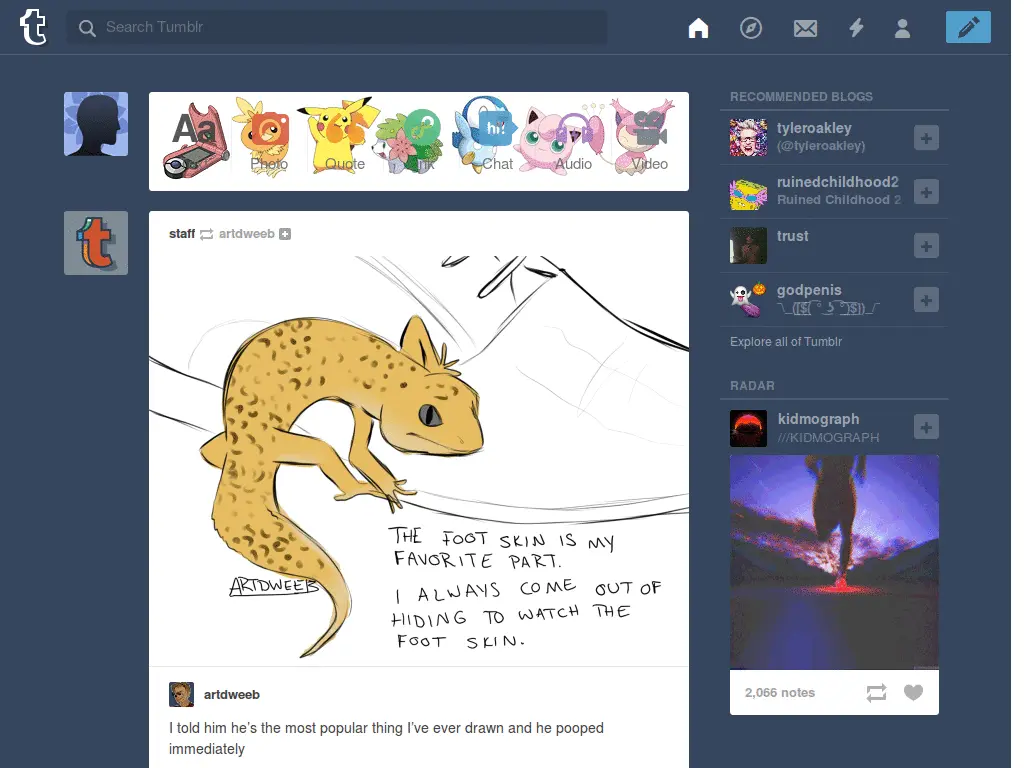 t
Search Tumblr
Aa
Photo
Quote
hi!
Chat
Audio
Video
RECOMMENDED BLOGS
tyleroakley
(@tyleroakley)
ruinedchildhood2
Ruined Childhood 2
trust
godpenis
Explore all of Tumblr
t
staff artdweeb
THE FOOT SKIN IS MY
FAVORITE PART.
I ALWAYS COME OUT OF
HIDING TO WATCH THE
FOOT SKIN.
ARTDWEEB
RADAR
kidmograph
///KIDMOGRAPH
2,066 notes
artdweeb
I told him he's the most popular thing I've ever drawn and he pooped
immediately